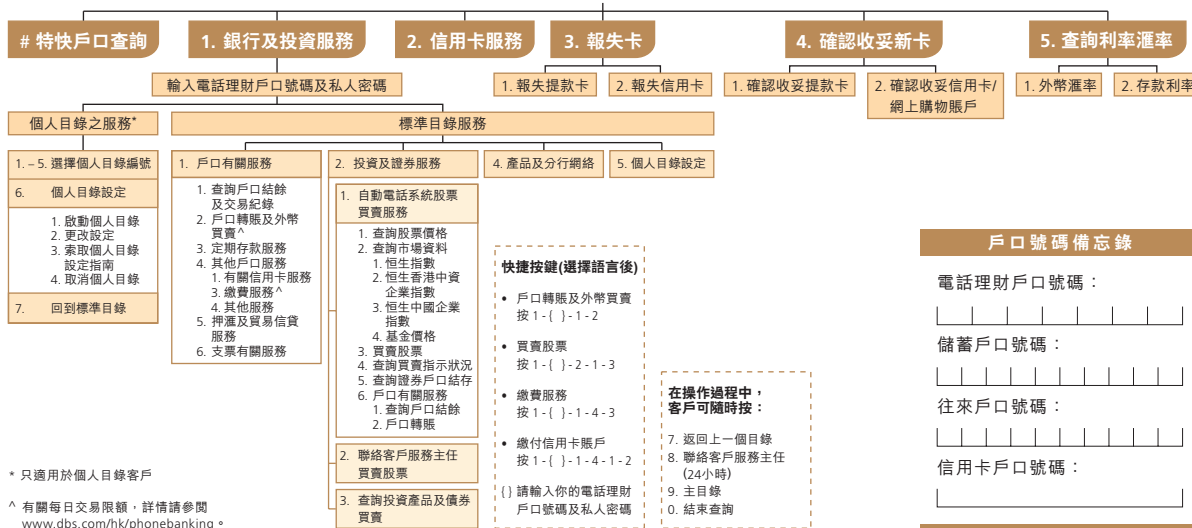 # 特快戶口查詢
1. 銀行及投資服務
2. 信用卡服務
3. 報失卡
4. 確認收妥新卡
5. 查詢利率滙率
輸入電話理財戶口號碼及私人密碼
1. 報失提款卡
2. 報失信用卡
1. 確認收妥提款卡
2. 確認收妥信用卡/
網上購物賬戶
1. 外幣滙率
2. 存款利率
個人目錄之服務*
標準目錄服務
1. – 5. 選擇個人目錄編號
6. 個人目錄設定
1. 啟動個人目錄
2. 更改設定
3. 索取個人目錄
設定指南
4. 取消個人目錄
7. 回到標準目錄
1. 戶口有關服務
1. 查詢戶口結餘
及交易紀錄
2. 戶口轉賬及外幣
買賣^
3. 定期存款服務
4. 其他戶口服務
1. 有關信用卡服務
3. 繳費服務^
4. 其他服務
5. 押滙及貿易信貸
服務
6. 支票有關服務
2. 投資及證券服務
1. 自動電話系統股票
買賣服務
1. 查詢股票價格
2. 查詢市場資料
1. 恒生指數
2. 恒生香港中資
企業指數
3. 恒生中國企業
指數
4. 基金價格
3. 買賣股票
4. 查詢買賣指示狀況
5. 查詢證券戶口結存
6. 戶口有關服務
1. 查詢戶口結餘
2. 戶口轉賬
2. 聯絡客戶服務主任
買賣股票
3. 查詢投資產品及債券
買賣
4. 產品及分行網絡
5. 個人目錄設定
快捷按鍵(選擇語言後)
• 戶口轉賬及外幣買賣
按 1 - { } - 1 - 2
• 買賣股票
按 1 - { } - 2 - 1 - 3
• 繳費服務
按 1 - { } - 1 - 4 - 3
• 繳付信用卡賬戶
按 1 - { } - 1 - 4 - 1 - 2
{ } 請輸入你的電話理財
戶口號碼及私人密碼
在操作過程中，
客戶可隨時按：
7. 返回上一個目錄
8. 聯絡客戶服務主任
(24小時)
9. 主目錄
0. 結束查詢
戶口號碼備忘錄
電話理財戶口號碼：
儲蓄戶口號碼：
往來戶口號碼：
信用卡戶口號碼：
* 只適用於個人目錄客戶
^ 有關每日交易限額，詳情請參閱
www.dbs.com/hk/phonebanking。